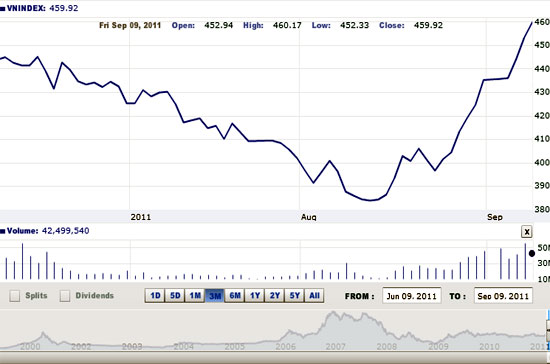 VNINDEX: 459.92
Fri Sep 09, 2011 Open: 452.94 High: 460.17 Low: 452.33 Close: 459.92
460
450
440
430
420
410
400
390
380
2011 Aug Sep
Volume: 42,499,540 X
50M
30M
10M
Splits Dividends 1D 5D 1M 3M 6M 1Y 2Y 5Y All FROM : Jun 09. 2011 TO : Sep 09. 2011
2000 2002 2003 2004 2005 2006 2007 2008 2009 2010 2011